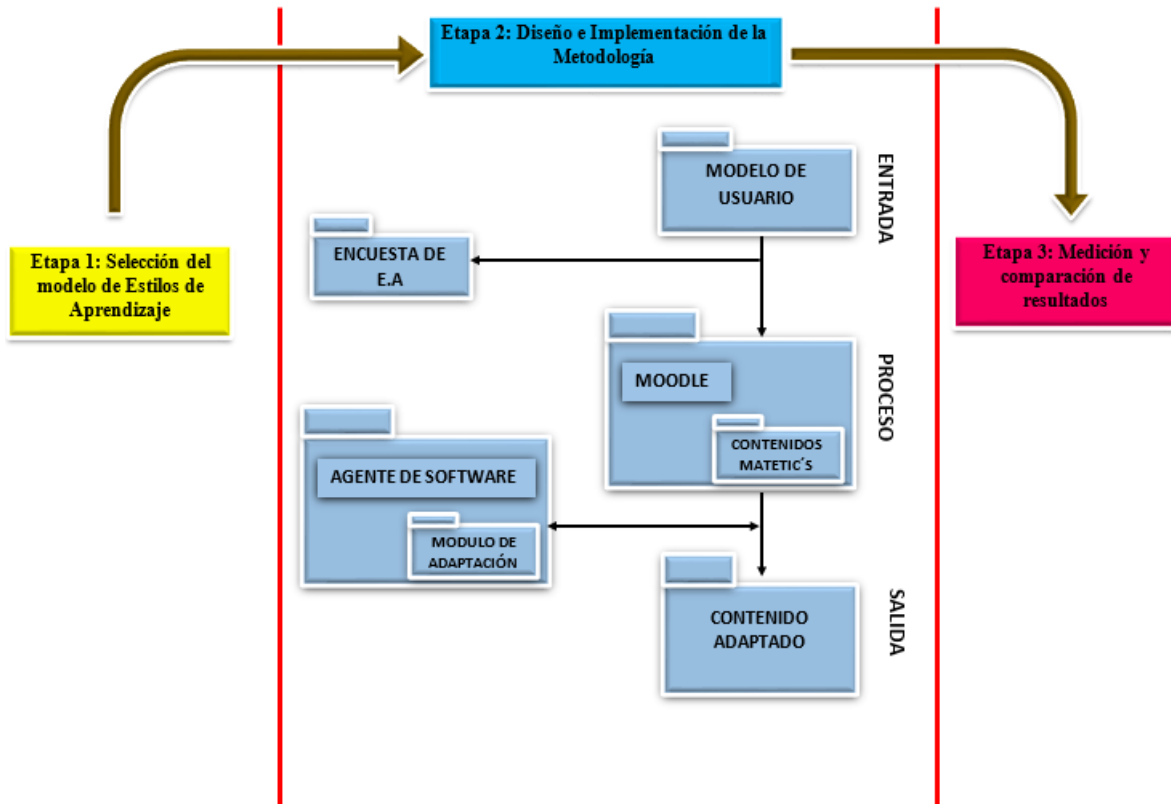 Etapa 2: Diseño e Implementación de la
Metodología
Etapa 1: Selección del
modelo de Estilos de
Aprendizaje
Etapa 3: Medición y
comparación de
resultados
MODELO DE
USUARIO
ENTRADA
ENCUESTA DE
E.A
MOODLE
CONTENIDOS
MATETIC´S
PROCESO
AGENTE DE SOFTWARE
MODULO DE
ADAPTACIÓN
CONTENIDO
ADAPTADO
SALIDA